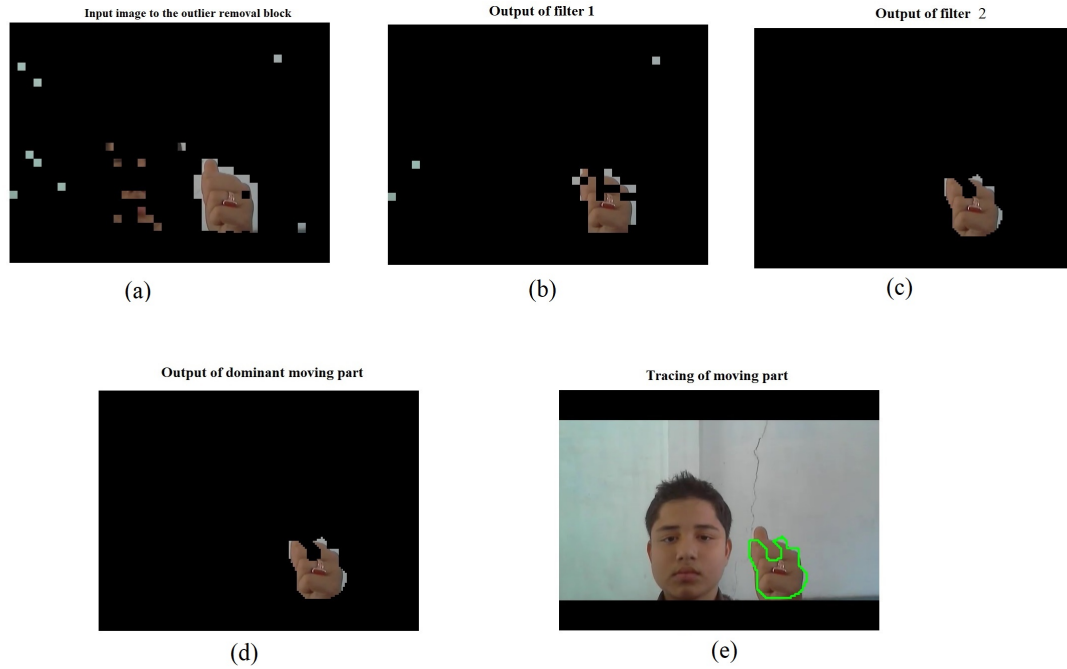 Input image to the outlier removal block
Output of filter 1
Output of filter 2
(a)
(b)
(c)
Output of dominant moving part
Tracing of moving part
(d)
(e)